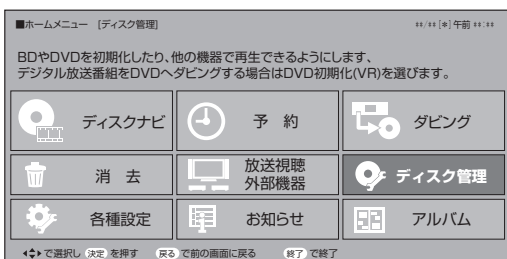 ■ホームメニュー [ディスク管理] ××/××[*]午前××:××
BDやDVDを初期化したり、他の機器で再生できるようにします、
デジタル放送番組をDVDへダビングする場合はDVD初期化(VR)を選びます。
ディスクナビ 予 約 ダビング
消 去 放送視聴 外部機器 ディスク管理
各種設定 お知らせ アルバム
で選択し 決定 を押す 戻る で前の画面に戻る 終了 で終了